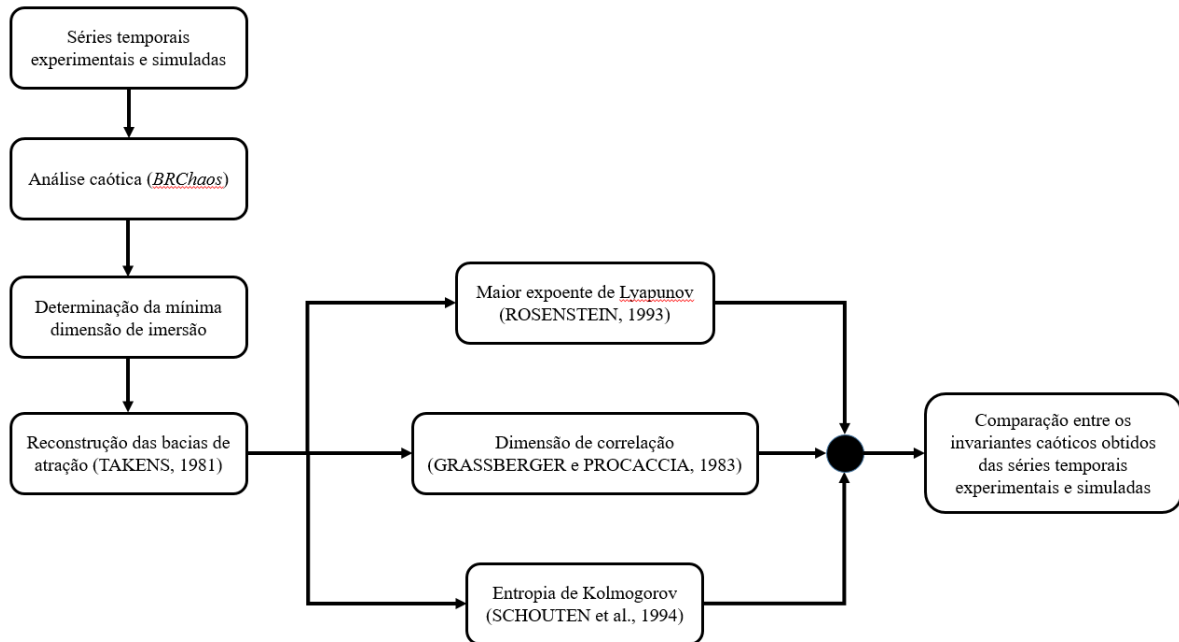 Séries temporais
experimentais e simuladas
Análise caótica (BRChaos)
Determinação da mínima
dimensão de imersão
Reconstrução das bacias de
atração (TAKENS, 1981)
Maior expoente de Lyapunov
(ROSENSTEIN, 1993)
Dimensão de correlação
(GRASSBERGER e PROCACCIA, 1983)
Entropia de Kolmogorov
(SCHOUTEN et al., 1994)
Comparação entre os
invariantes caóticos obtidos
das séries temporais
experimentais e simuladas